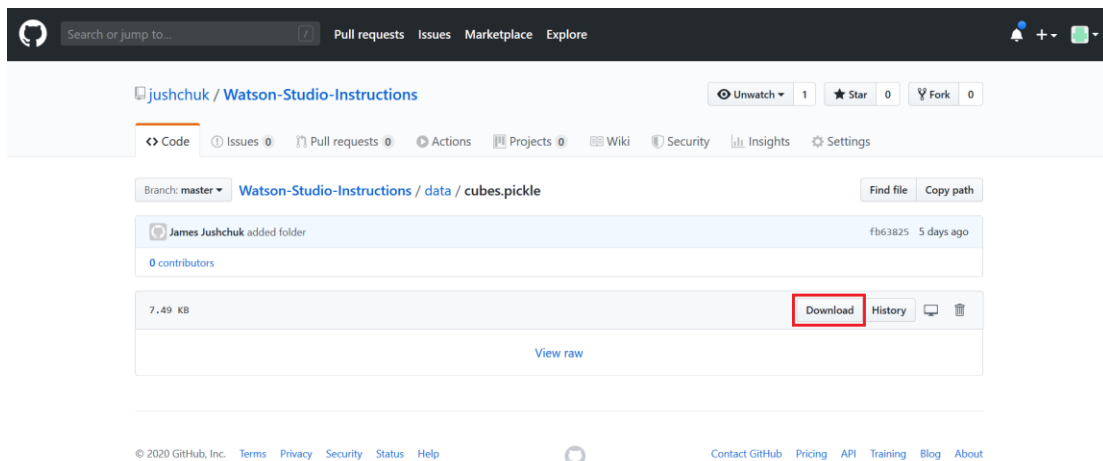 Search or jump to... / Pull requests Issues Marketplace Explore
jushchuk / Watson-Studio-Instructions Unwatch 1 Star 0 Fork 0
Code Issues 0 Pull requests 0 Actions Projects 0 Wiki Security Insights Settings
Branch: master Watson-Studio-Instructions / data / cubes.pickle Find file Copy path
James Jushchuk added folder fb63825 5 days ago
0 contributors
7.49 KB Download History
View raw
© 2020 GitHub, Inc. Terms Privacy Security Status Help Contact GitHub Pricing API Training Blog About